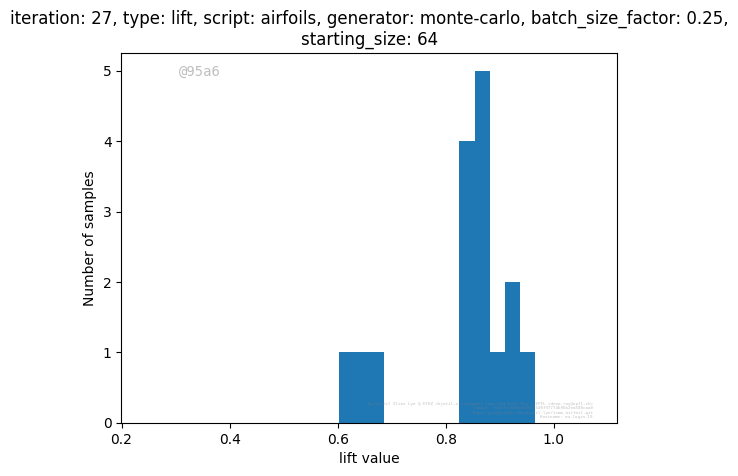 iteration: 27, type: lift, script: airfoils, generator: monte-carlo, batch_size_factor: 0.25,
starting_size: 64
@95a6
5
4
3
2
1
0
Number of samples
0.2 0.4 0.6 0.8 1.0
lift value